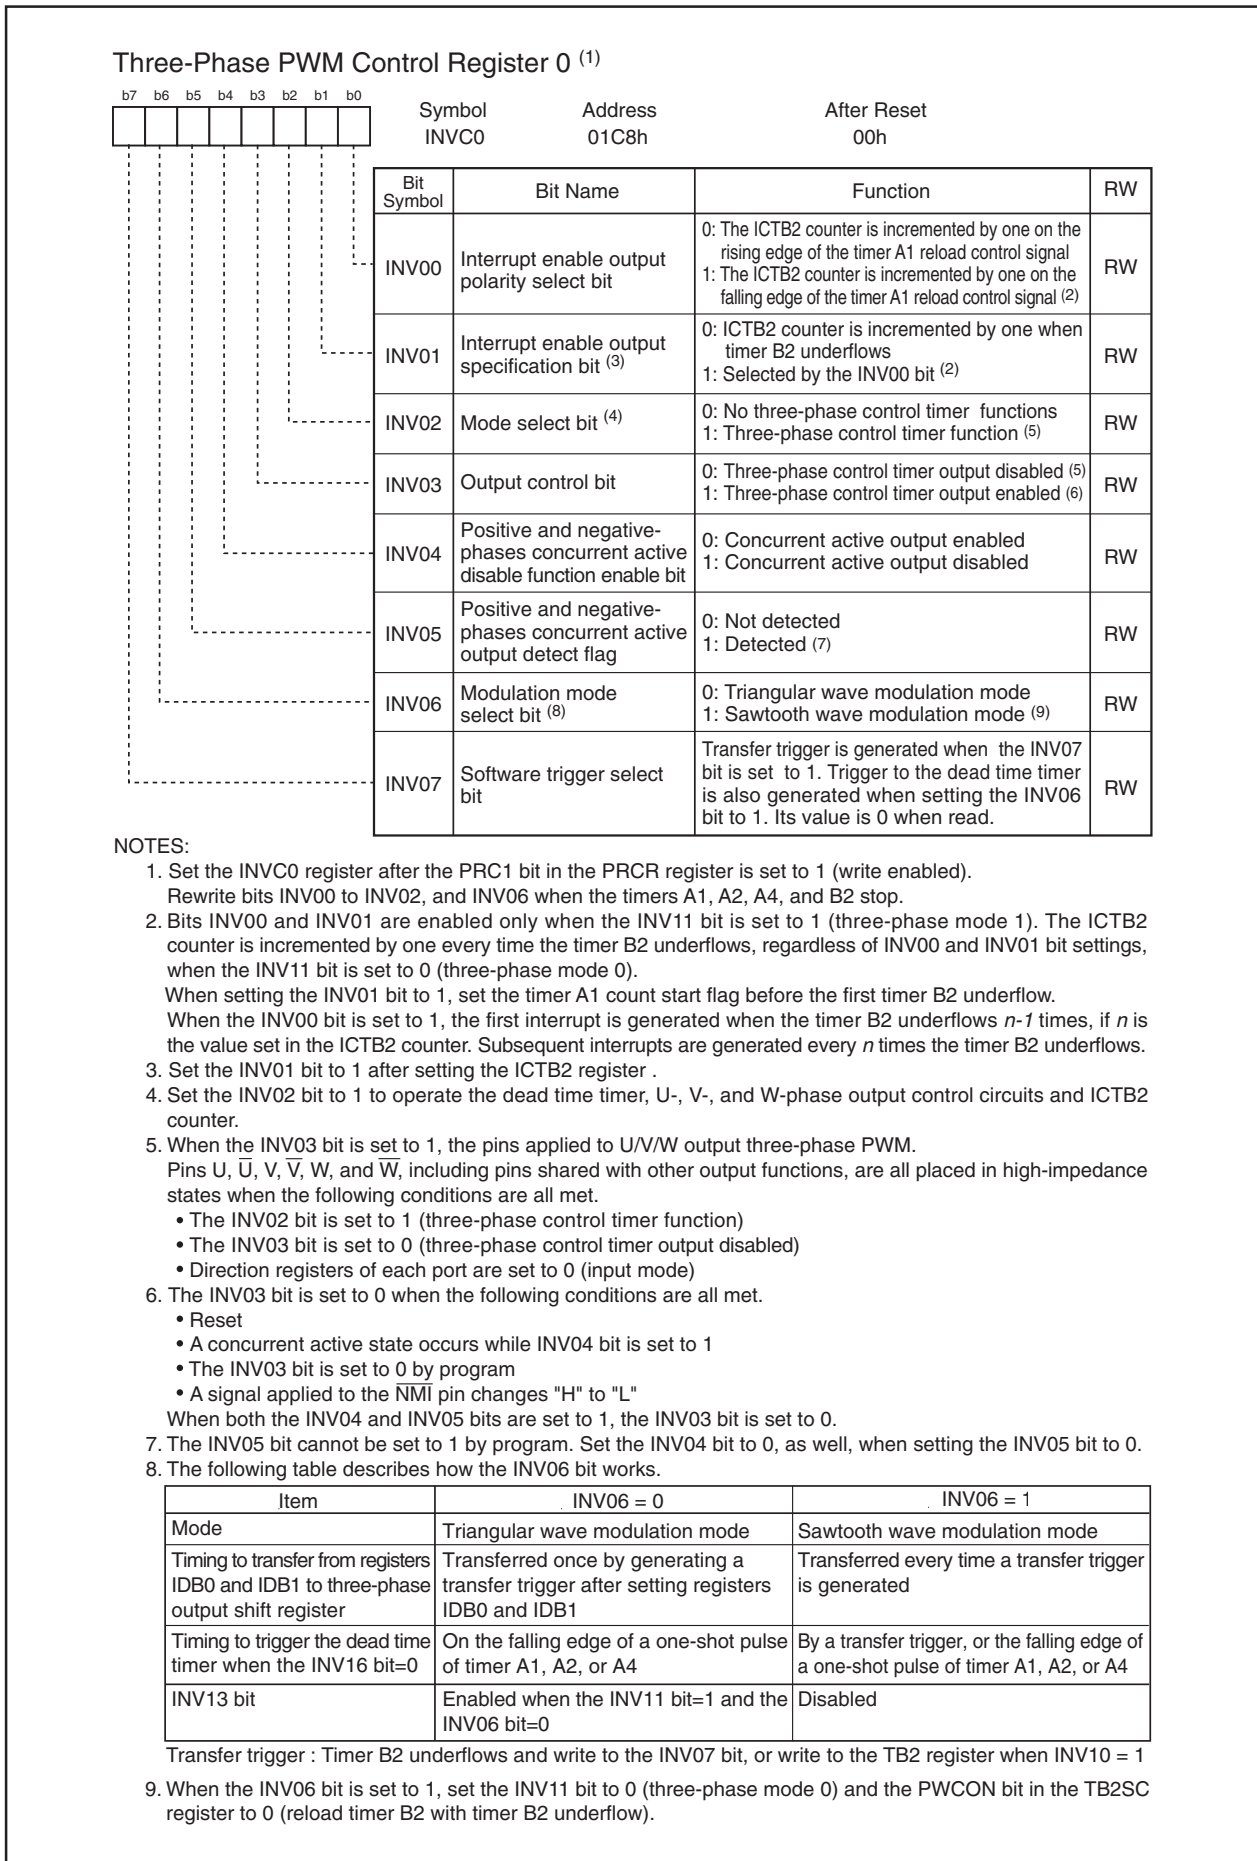 Three-Phase PWM Control Register 0 (1)
b7 b6 b5 b4 b3 b2 b1 b0
Symbol Address After Reset
INVC0 01C8h 00h
Bit Symbol Bit Name Function RW
INV00 Interrupt enable output polarity select bit
0: The ICTB2 counter is incremented by one on the
rising edge of the timer A1 reload control signal
1: The ICTB2 counter is incremented by one on the
falling edge of the timer A1 reload control signal (2)
RW
INV01 Interrupt enable output specification bit (3)
0: ICTB2 counter is incremented by one when
timer B2 underflows
1: Selected by the INV00 bit (2)
RW
INV02 Mode select bit (4)
0: No three-phase control timer functions
1: Three-phase control timer function (5)
RW
INV03 Output control bit
0: Three-phase control timer output disabled (5)
1: Three-phase control timer output enabled (6)
RW
INV04 Positive and negative-
phases concurrent active
disable function enable bit
0: Concurrent active output enabled
1: Concurrent active output disabled
RW
INV05 Positive and negative-
phases concurrent active
output detect flag
0: Not detected
1: Detected (7)
RW
INV06 Modulation mode
select bit (8)
0: Triangular wave modulation mode
1: Sawtooth wave modulation mode (9)
RW
INV07 Software trigger select
bit
Transfer trigger is generated when the INV07
bit is set to 1. Trigger to the dead time timer
is also generated when setting the INV06
bit to 1. Its value is 0 when read.
RW
NOTES:
1. Set the INVC0 register after the PRC1 bit in the PRCR register is set to 1 (write enabled).
Rewrite bits INV00 to INV02, and INV06 when the timers A1, A2, A4, and B2 stop.
2. Bits INV00 and INV01 are enabled only when the INV11 bit is set to 1 (three-phase mode 1). The ICTB2
counter is incremented by one every time the timer B2 underflows, regardless of INV00 and INV01 bit settings,
when the INV11 bit is set to 0 (three-phase mode 0).
When setting the INV01 bit to 1, set the timer A1 count start flag before the first timer B2 underflow.
When the INV00 bit is set to 1, the first interrupt is generated when the timer B2 underflows n-1 times, if n is
the value set in the ICTB2 counter. Subsequent interrupts are generated every n times the timer B2 underflows.
3. Set the INV01 bit to 1 after setting the ICTB2 register .
4. Set the INV02 bit to 1 to operate the dead time timer, U-, V-, and W-phase output control circuits and ICTB2
counter.
5. When the INV03 bit is set to 1, the pins applied to U/V/W output three-phase PWM.
Pins U, U̅, V, V̅, W, and W̅, including pins shared with other output functions, are all placed in high-impedance
states when the following conditions are all met.
• The INV02 bit is set to 1 (three-phase control timer function)
• The INV03 bit is set to 0 (three-phase control timer output disabled)
• Direction registers of each port are set to 0 (input mode)
6. The INV03 bit is set to 0 when the following conditions are all met.
• Reset
• A concurrent active state occurs while INV04 bit is set to 1
• The INV03 bit is set to 0 by program
• A signal applied to the N̅M̅I̅ pin changes "H" to "L"
When both the INV04 and INV05 bits are set to 1, the INV03 bit is set to 0.
7. The INV05 bit cannot be set to 1 by program. Set the INV04 bit to 0, as well, when setting the INV05 bit to 0.
8. The following table describes how the INV06 bit works.
Item INV06 = 0 INV06 = 1
Mode Triangular wave modulation mode Sawtooth wave modulation mode
Timing to transfer from registers
IDB0 and IDB1 to three-phase
output shift register
Transferred once by generating a
transfer trigger after setting registers
IDB0 and IDB1
Transferred every time a transfer trigger
is generated
Timing to trigger the dead time
timer when the INV16 bit=0
On the falling edge of a one-shot pulse
of timer A1, A2, or A4
By a transfer trigger, or the falling edge of
a one-shot pulse of timer A1, A2, or A4
INV13 bit
Enabled when the INV11 bit=1 and the
INV06 bit=0
Disabled
Transfer trigger : Timer B2 underflows and write to the INV07 bit, or write to the TB2 register when INV10 = 1
9. When the INV06 bit is set to 1, set the INV11 bit to 0 (three-phase mode 0) and the PWCON bit in the TB2SC
register to 0 (reload timer B2 with timer B2 underflow).